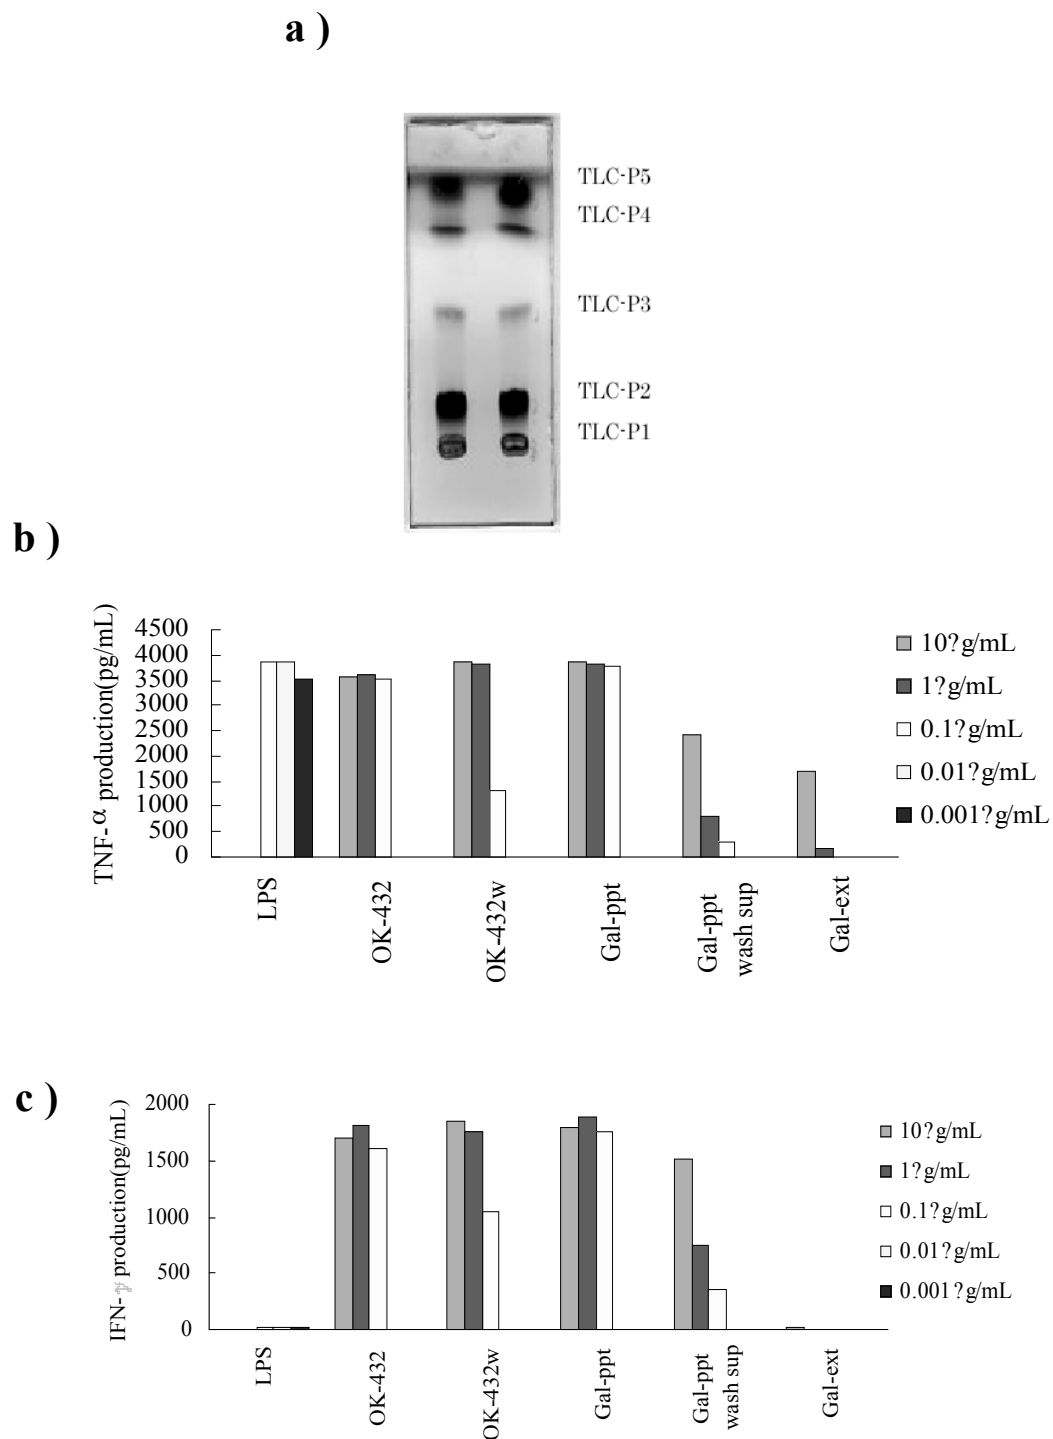 a )
TLC-P5
TLC-P4
TLC-P3
TLC-P2
TLC-P1
b )
TNF-α production(pg/mL)
4500
4000
3500
3000
2500
2000
1500
1000
500
0
LPS
OK-432
OK-432w
Gal-ppt
Gal-ppt
wash sup
Gal-ext
10?g/mL
1?g/mL
0.1?g/mL
0.01?g/mL
0.001?g/mL
c )
IFN-γ production(pg/mL)
2000
1500
1000
500
0
LPS
OK-432
OK-432w
Gal-ppt
Gal-ppt
wash sup
Gal-ext
10?g/mL
1?g/mL
0.1?g/mL
0.01?g/mL
0.001?g/mL